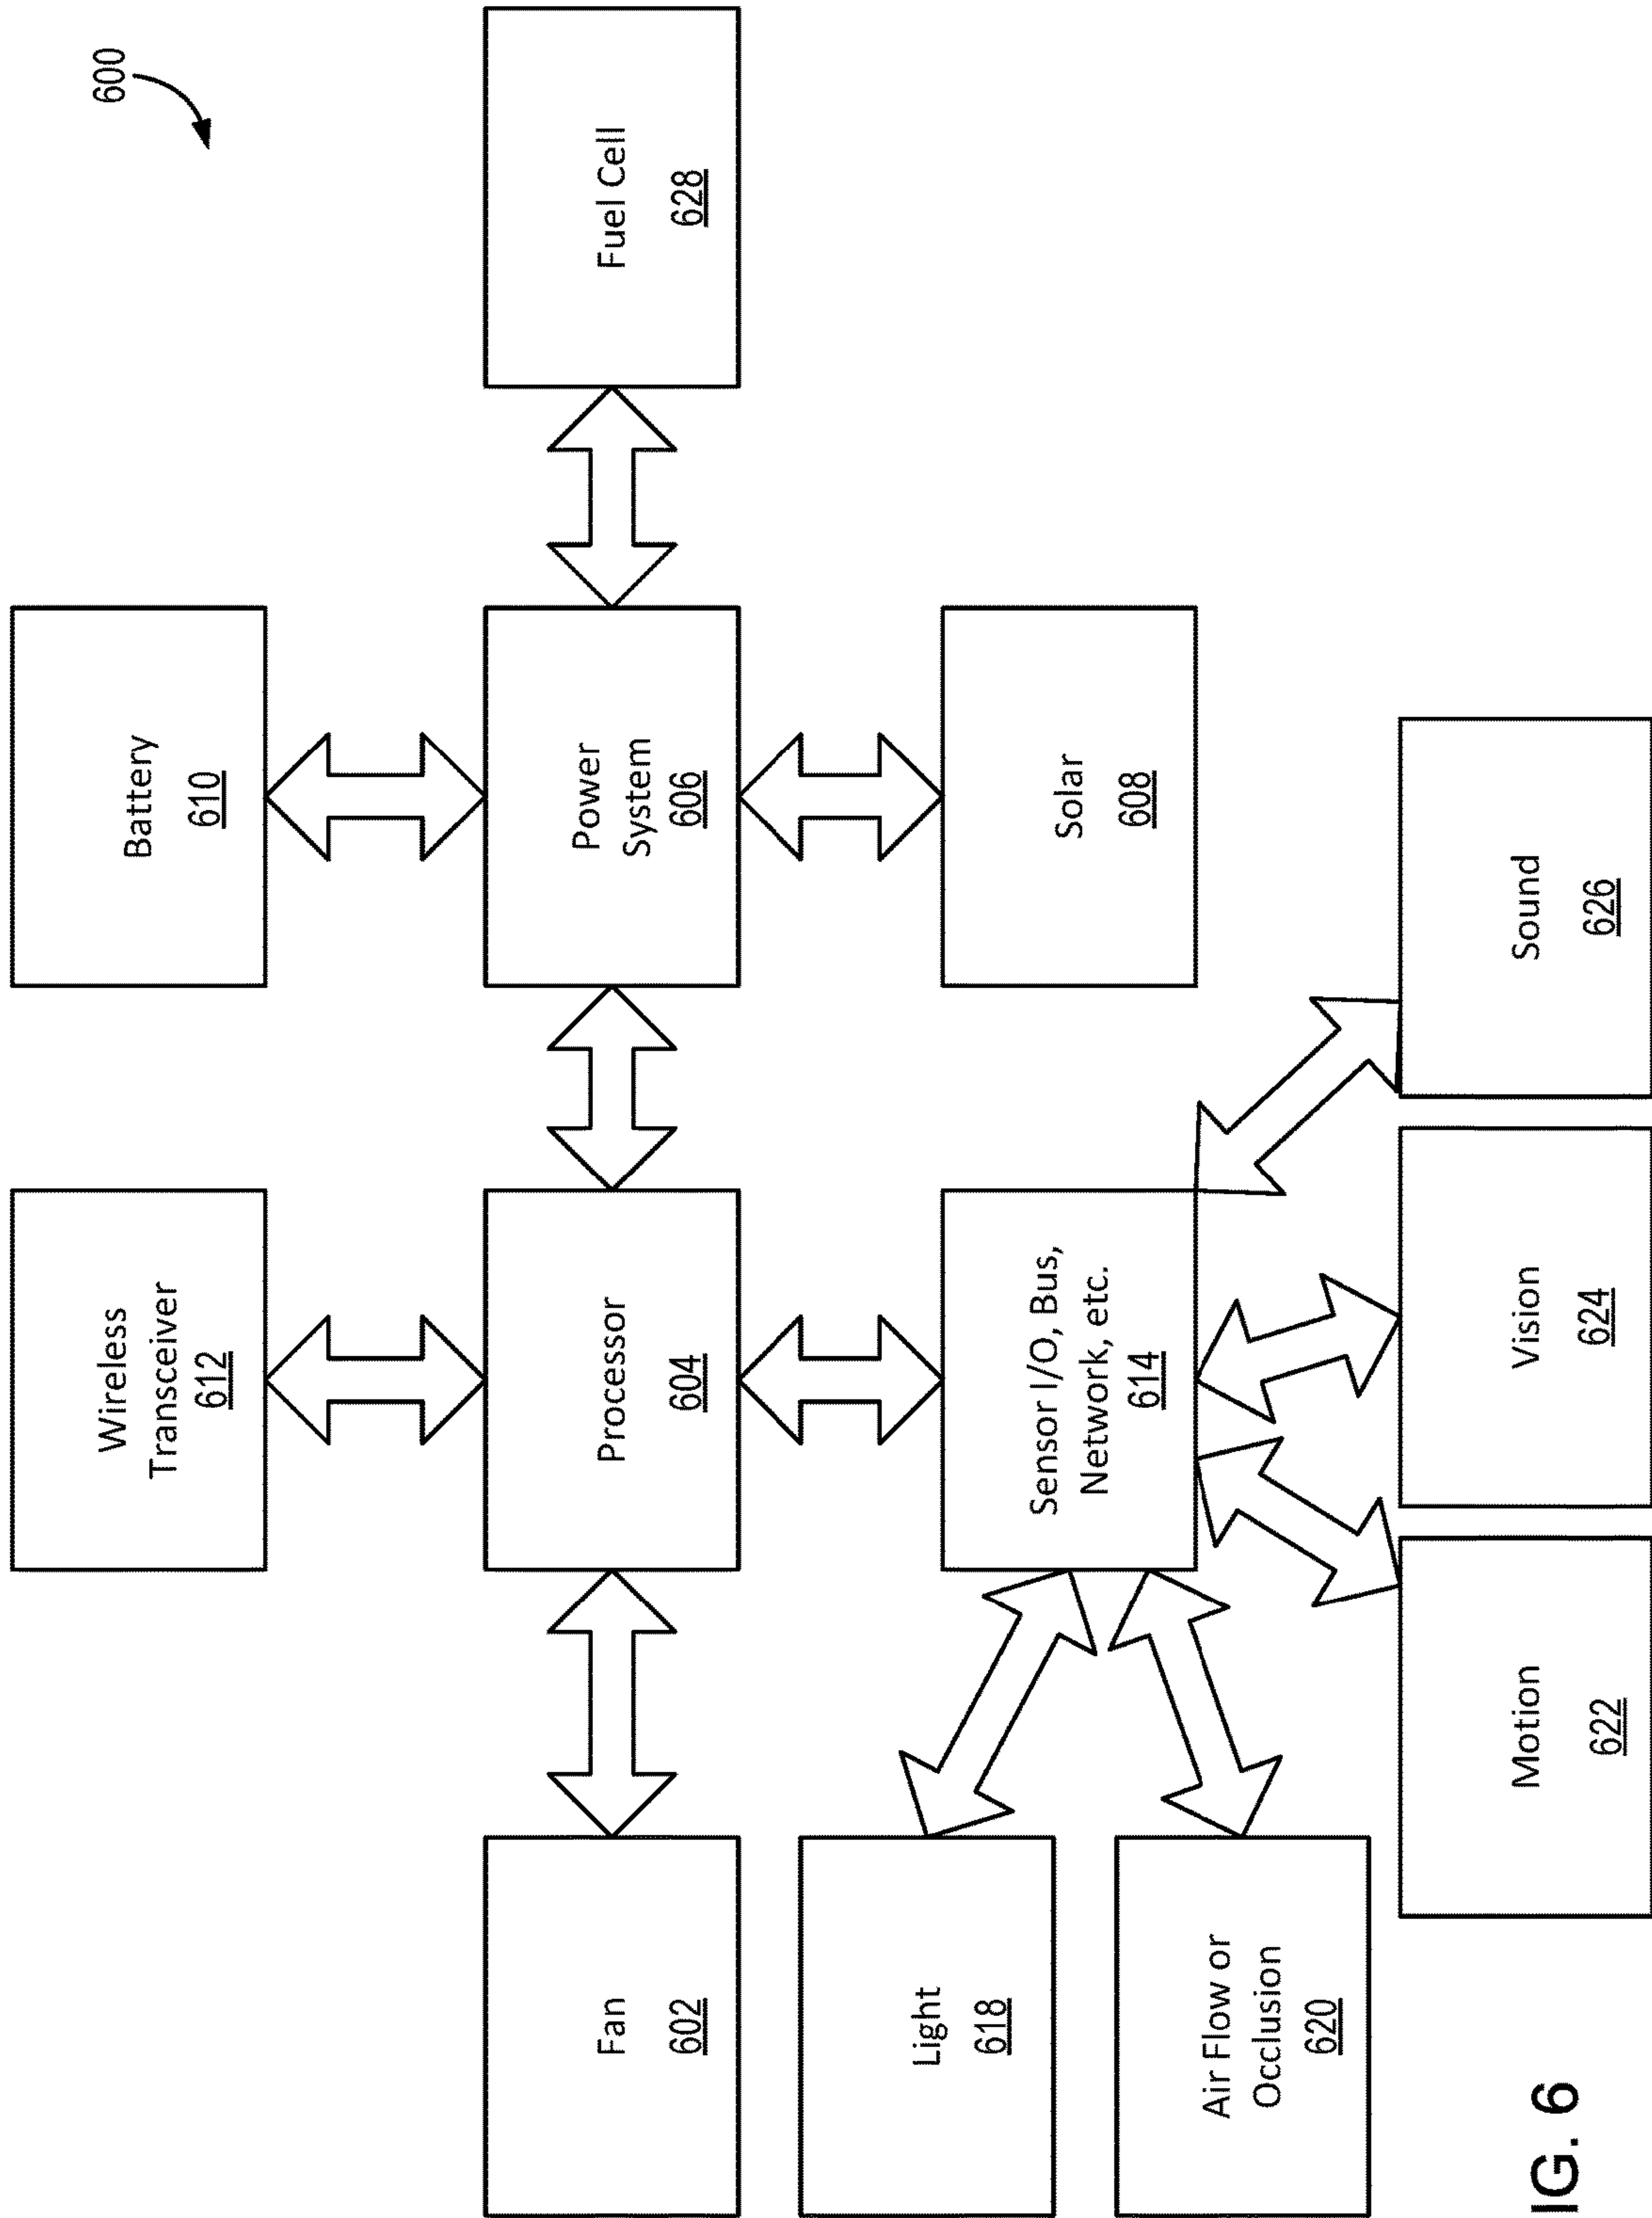 600
Wireless
Transceiver
612
Battery
610
Fan
602
Processor
604
Power
System
606
Fuel Cell
628
Light
618
Sensor I/O, Bus,
Network, etc.
614
Solar
608
Air Flow or
Occlusion
620
Motion
622
Vision
624
Sound
626
IG. 6